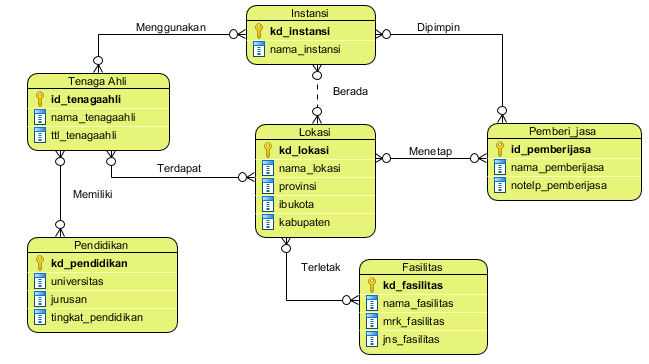 Instansi
kd_instansi
nama_instansi
Menggunakan
Dipimpin
Tenaga Ahli
id_tenagaahli
nama_tenagaahli
ttl_tenagaahli
Berada
Lokasi
kd_lokasi
nama_lokasi
provinsi
ibukota
kabupaten
Pemberi_jasa
id_pemberijasa
nama_pemberijasa
notelp_pemberijasa
Menetap
Terdapat
Memiliki
Pendidikan
kd_pendidikan
universitas
jurusan
tingkat_pendidikan
Terletak
Fasilitas
kd_fasilitas
nama_fasilitas
mrk_fasilitas
jns_fasilitas